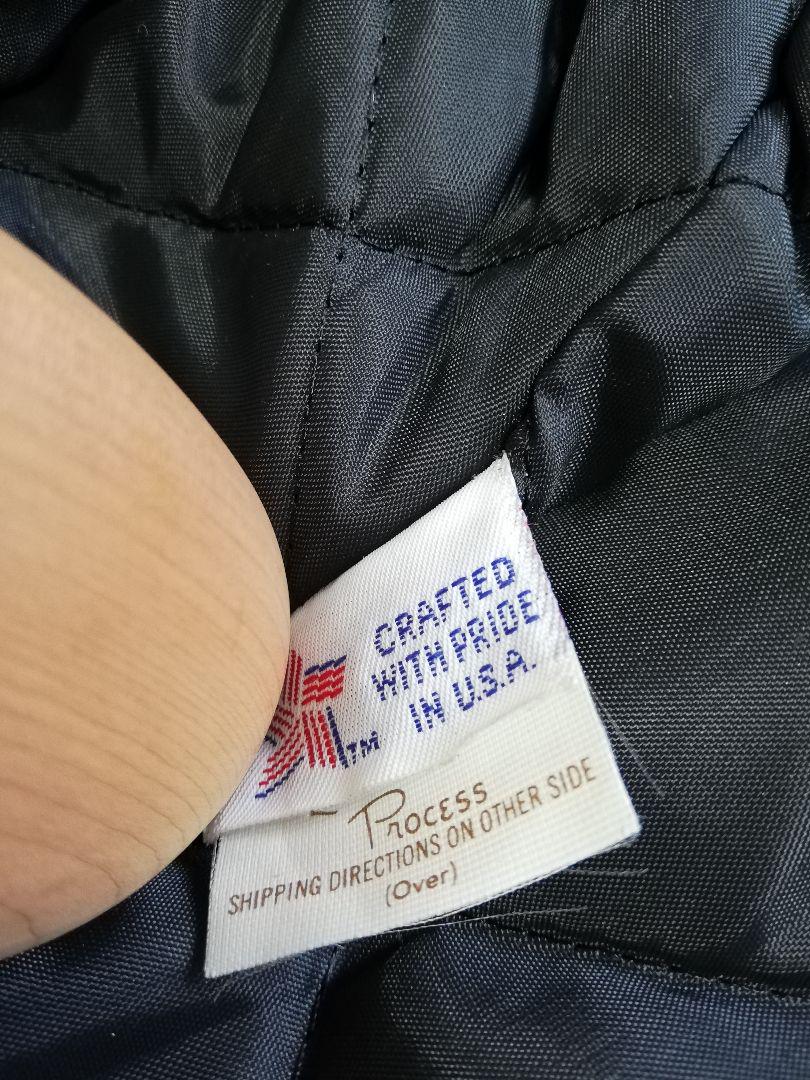 CRAFTED
WITH PRIDE
IN U.S.A.
TM
Process
SHIPPING DIRECTIONS ON OTHER SIDE
(Over)